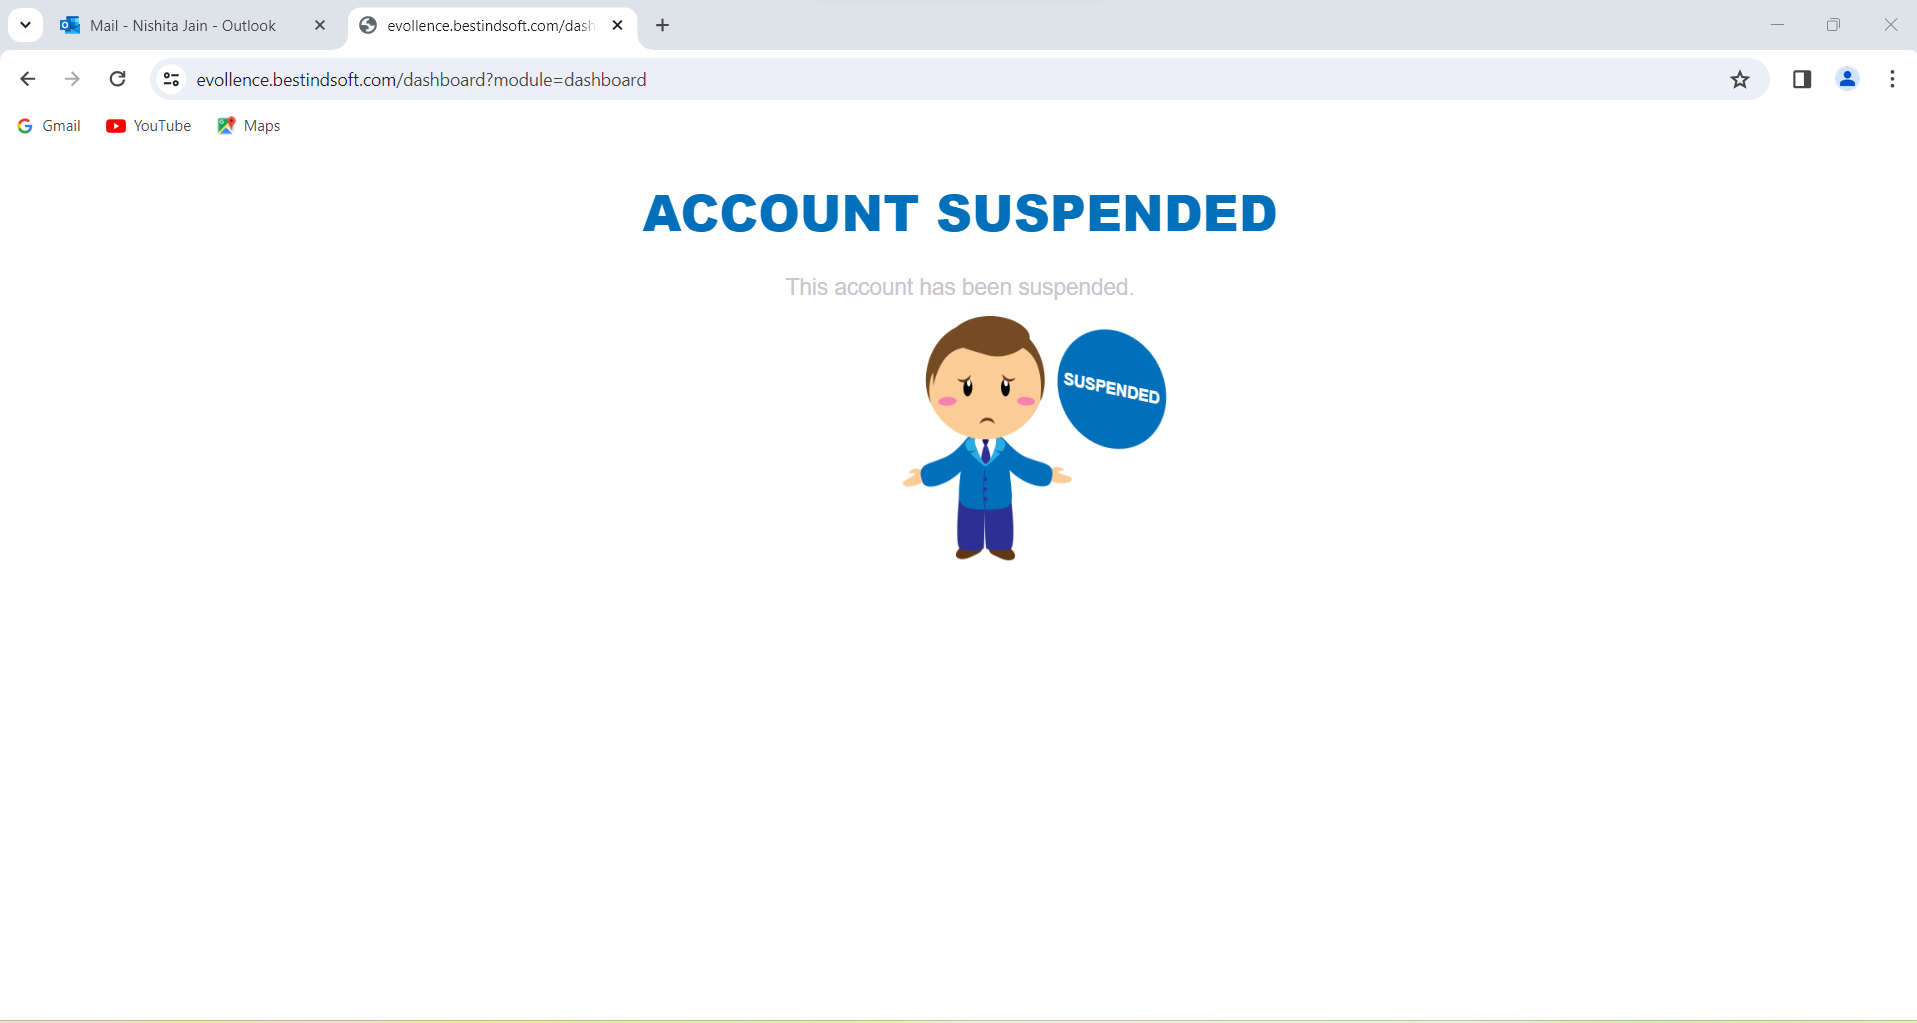 Mail - Nishita Jain - Outlook
evollence.bestindsoft.com/dash
evollence.bestindsoft.com/dashboard?module=dashboard
Gmail YouTube Maps
ACCOUNT SUSPENDED
This account has been suspended.
SUSPENDED